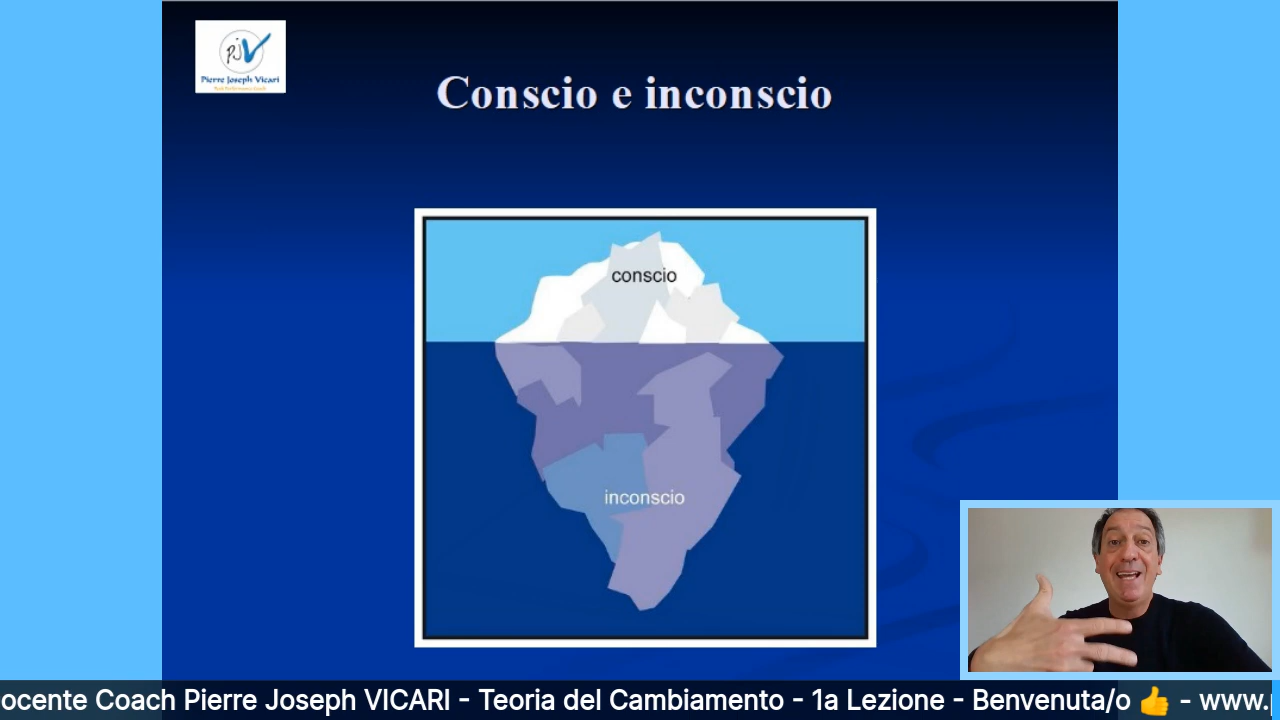 PJV
Pierre Joseph Vicari
Conscio e inconscio
conscio
inconscio
ocente Coach Pierre Joseph VICARI - Teoria del Cambiamento - 1a Lezione - Benvenuta/o 👍 - www.p